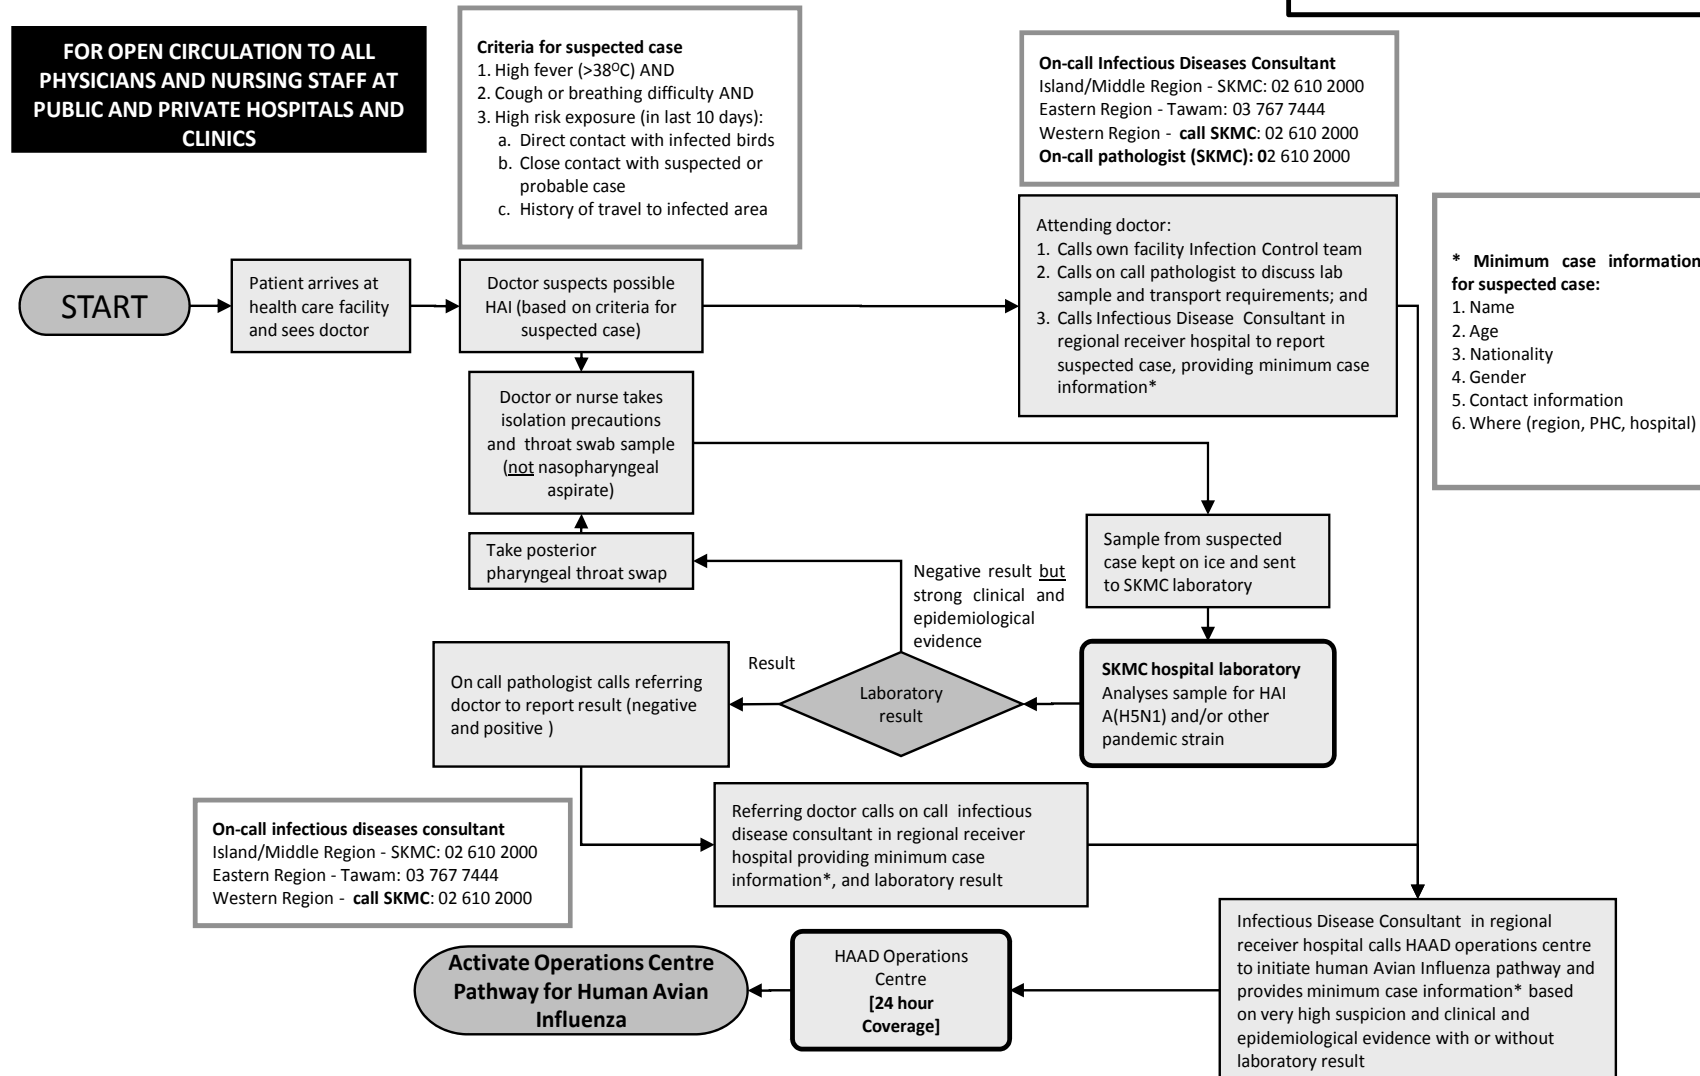 FOR OPEN CIRCULATION TO ALL
PHYSICIANS AND NURSING STAFF AT
PUBLIC AND PRIVATE HOSPITALS AND
CLINICS
Criteria for suspected case
1. High fever (>38⁰C) AND
2. Cough or breathing difficulty AND
3. High risk exposure (in last 10 days):
a. Direct contact with infected birds
b. Close contact with suspected or
probable case
c. History of travel to infected area
On-call Infectious Diseases Consultant
Island/Middle Region - SKMC: 02 610 2000
Eastern Region - Tawam: 03 767 7444
Western Region - call SKMC: 02 610 2000
On-call pathologist (SKMC): 02 610 2000
START
Patient arrives at
health care facility
and sees doctor
Doctor suspects possible
HAI (based on criteria for
suspected case)
Attending doctor:
1. Calls own facility Infection Control team
2. Calls on call pathologist to discuss lab
sample and transport requirements; and
3. Calls Infectious Disease Consultant in
regional receiver hospital to report
suspected case, providing minimum case
information*
* Minimum case information
for suspected case:
1. Name
2. Age
3. Nationality
4. Gender
5. Contact information
6. Where (region, PHC, hospital)
Doctor or nurse takes
isolation precautions
and throat swab sample
(not nasopharyngeal
aspirate)
Take posterior
pharyngeal throat swap
Negative result but
strong clinical and
epidemiological
evidence
Sample from suspected
case kept on ice and sent
to SKMC laboratory
SKMC hospital laboratory
Analyses sample for HAI
A(H5N1) and/or other
pandemic strain
Laboratory
result
Result
On call pathologist calls referring
doctor to report result (negative
and positive )
Referring doctor calls on call infectious
disease consultant in regional receiver
hospital providing minimum case
information*, and laboratory result
On-call infectious diseases consultant
Island/Middle Region - SKMC: 02 610 2000
Eastern Region - Tawam: 03 767 7444
Western Region - call SKMC: 02 610 2000
Infectious Disease Consultant in regional
receiver hospital calls HAAD operations centre
to initiate human Avian Influenza pathway and
provides minimum case information* based
on very high suspicion and clinical and
epidemiological evidence with or without
laboratory result
HAAD Operations
Centre
[24 hour
Coverage]
Activate Operations Centre
Pathway for Human Avian
Influenza